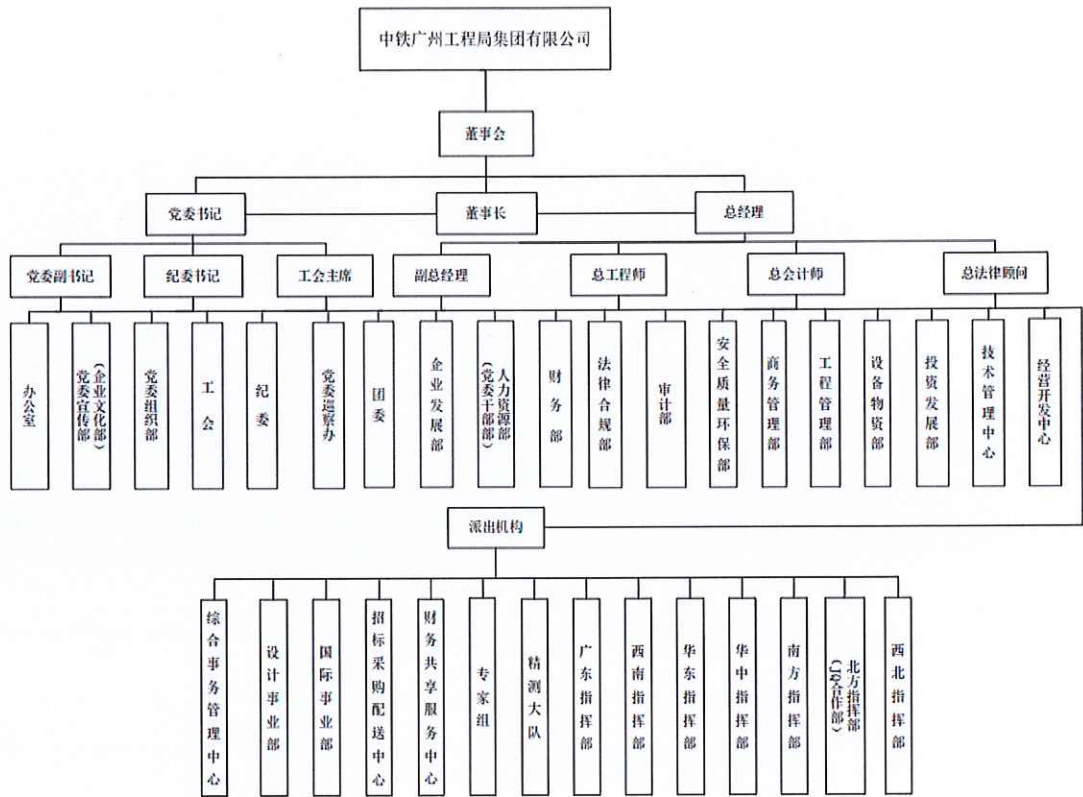 中铁广州工程局集团有限公司
董事会
党委书记
董事长
总经理
党委副书记
纪委书记
工会主席
副总经理
总工程师
总会计师
总法律顾问
办公室
党委宣传部
（企业文化部）
党委组织部
工会
纪委
党委巡察办
团委
企业发展部
人力资源部
（党委干部部）
财务部
法律合规部
审计部
安全质量环保部
商务管理部
工程管理部
设备物资部
投资发展部
技术管理中心
经营开发中心
派出机构
综合事务管理中心
设计事业部
国际事业部
招标采购配送中心
财务共享服务中心
专家组
精测大队
广东指挥部
西南指挥部
华东指挥部
华中指挥部
南方指挥部
北方指挥部
（JQ合作部）
西北指挥部